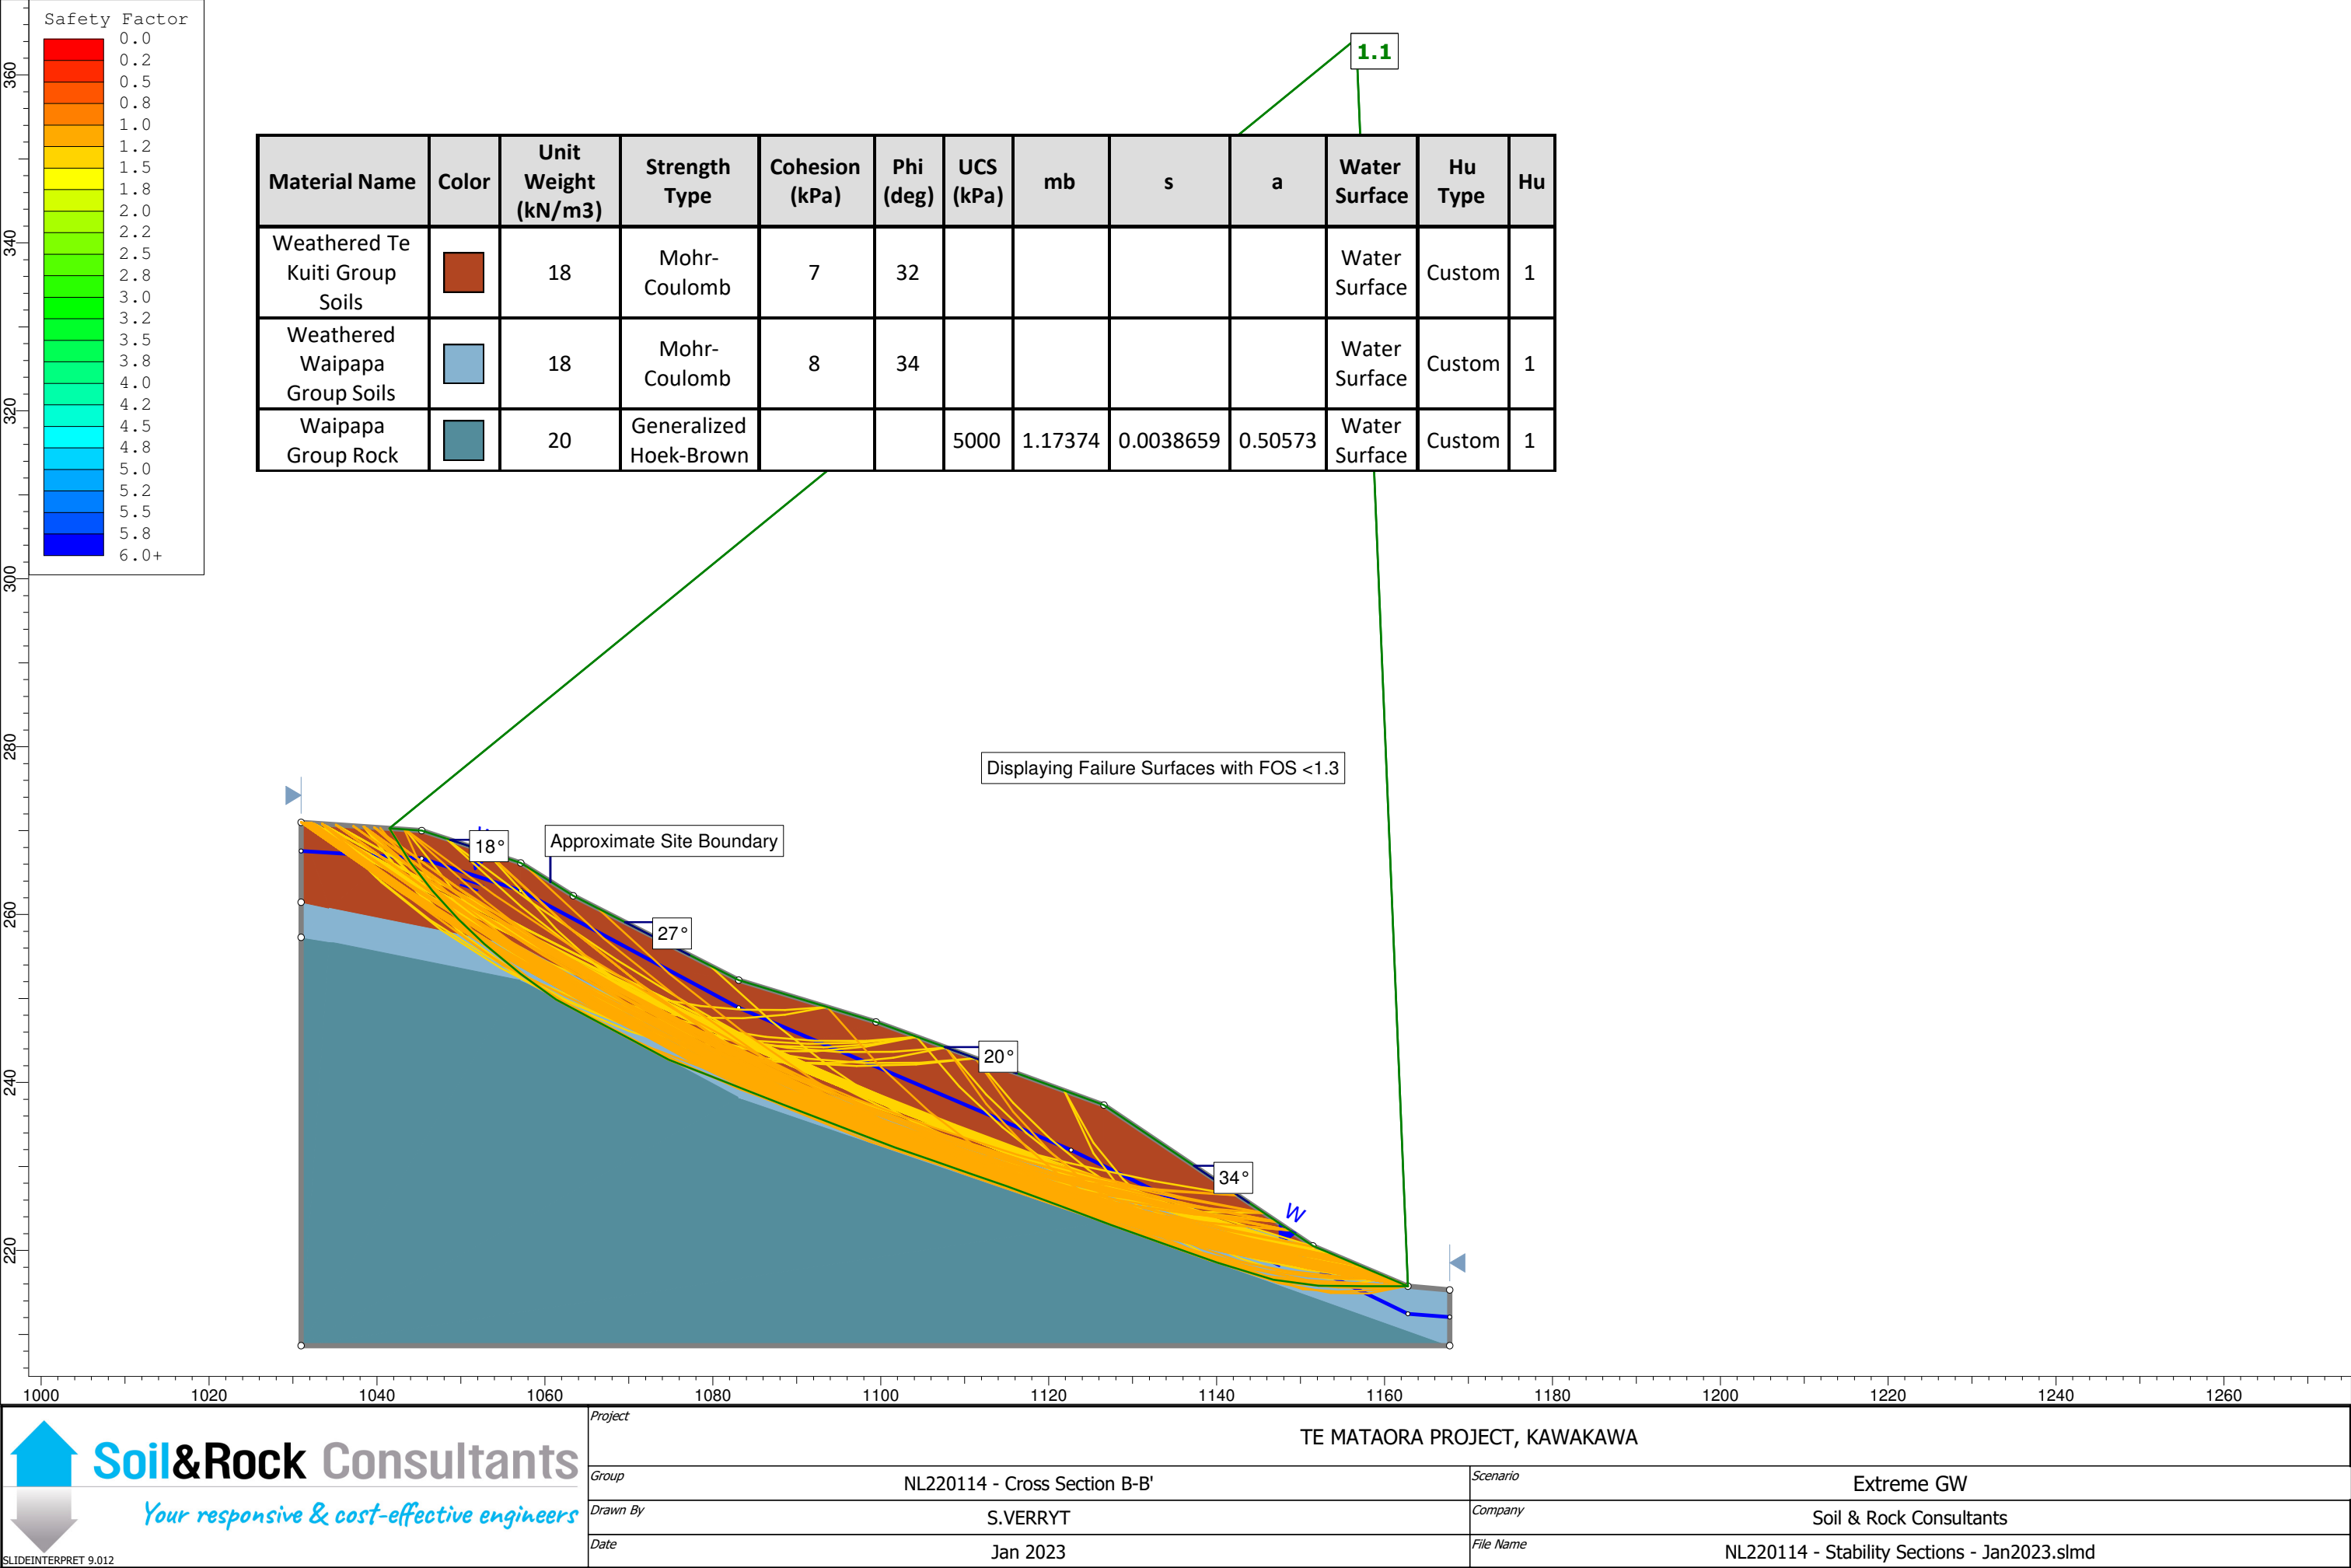 Safety Factor
0.0
0.2
0.5
0.8
1.0
1.2
1.5
1.8
2.0
2.2
2.5
2.8
3.0
3.2
3.5
3.8
4.0
4.2
4.5
4.8
5.0
5.2
5.5
5.8
6.0+
1.1
Material Name Color Unit Weight (kN/m3) Strength Type Cohesion (kPa) Phi (deg) UCS (kPa) mb s a Water Surface Hu Type Hu
Weathered Te Kuiti Group Soils 18 Mohr-Coulomb 7 32 Water Surface Custom 1
Weathered Waipapa Group Soils 18 Mohr-Coulomb 8 34 Water Surface Custom 1
Waipapa Group Rock 20 Generalized Hoek-Brown 5000 1.17374 0.0038659 0.50573 Water Surface Custom 1
360
340
320
300
280
260
240
220
Displaying Failure Surfaces with FOS <1.3
Approximate Site Boundary
18°
27°
20°
34°
W
1000 1020 1040 1060 1080 1100 1120 1140 1160 1180 1200 1220 1240 1260
Soil&Rock Consultants
Your responsive & cost-effective engineers
SLIDEINTERPRET 9.012
Project
TE MATAORA PROJECT, KAWAKAWA
Group
NL220114 - Cross Section B-B'
Scenario
Extreme GW
Drawn By
S.VERRYT
Company
Soil & Rock Consultants
Date
Jan 2023
File Name
NL220114 - Stability Sections - Jan2023.slmd